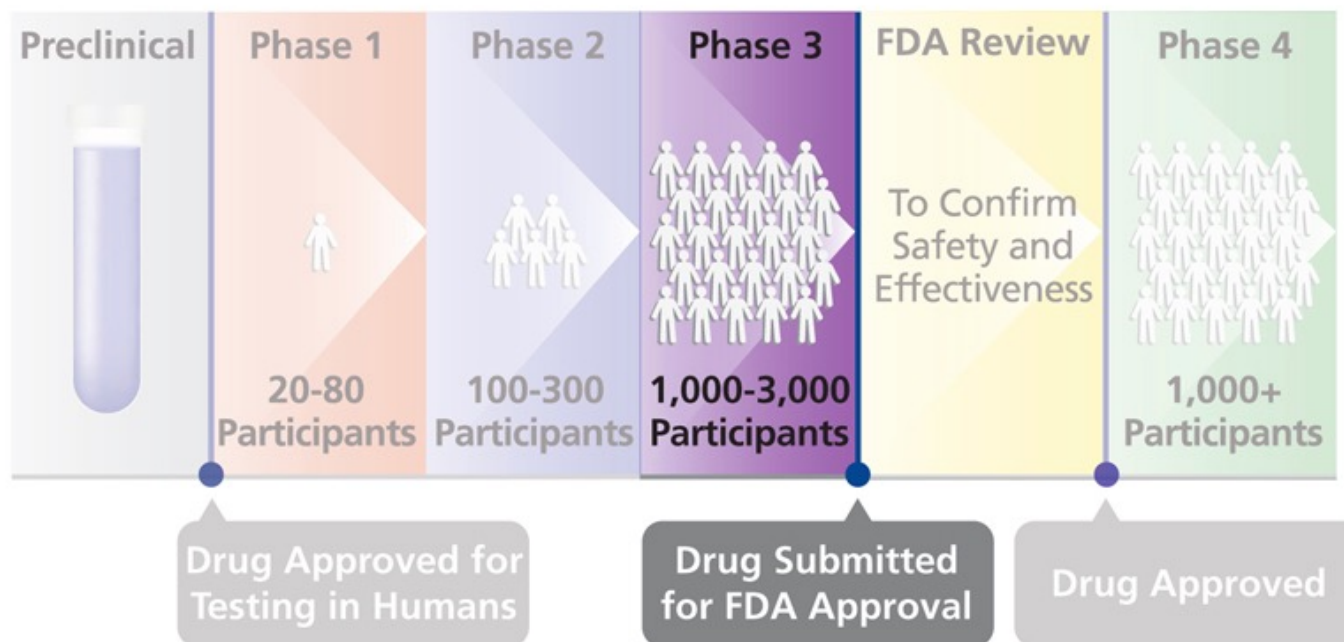 Preclinical
Phase 1
Phase 2
Phase 3
FDA Review
Phase 4
To Confirm
Safety and
Effectiveness
20-80
Participants
100-300
Participants
1,000-3,000
Participants
1,000+
Participants
Drug Approved for
Testing in Humans
Drug Submitted
for FDA Approval
Drug Approved